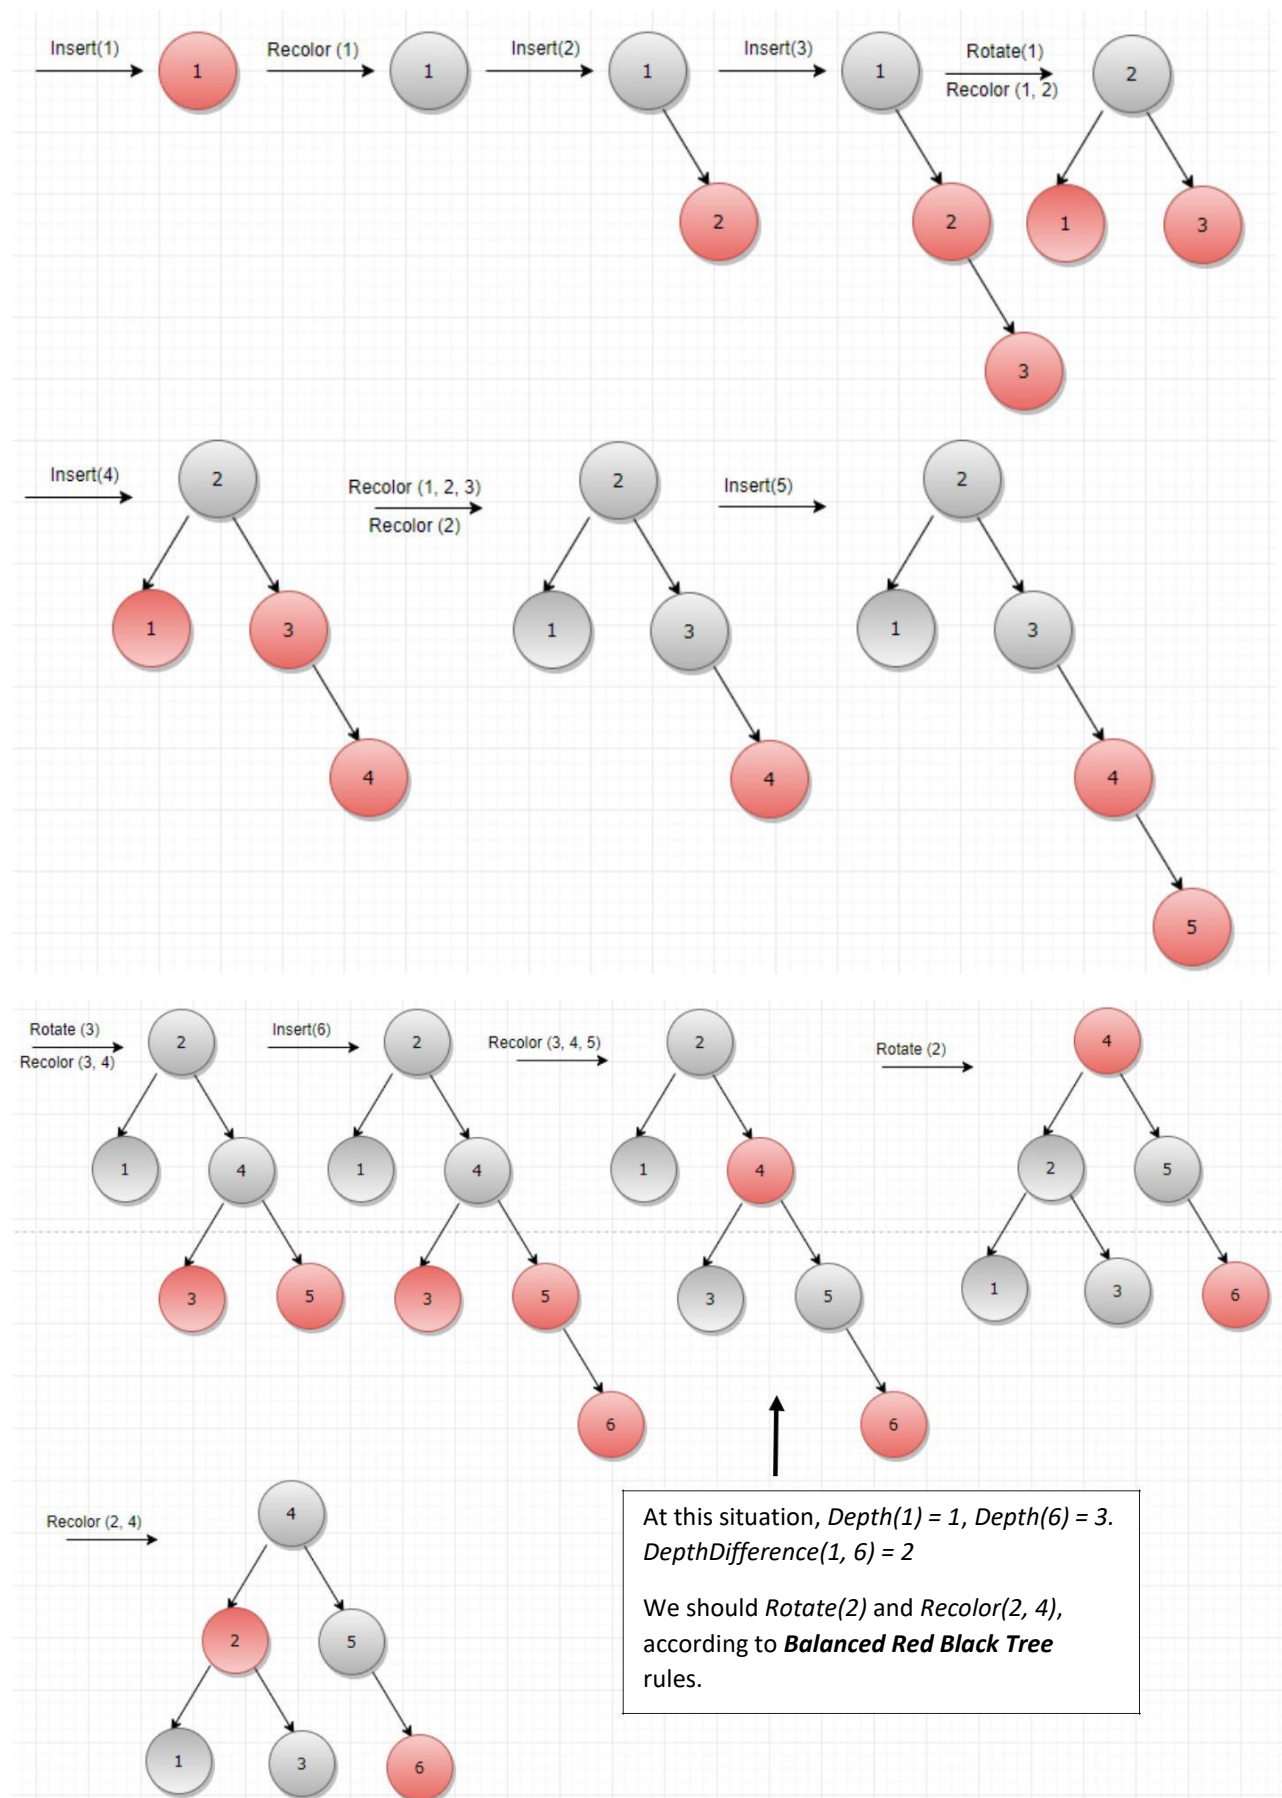 Insert(1)
1
Recolor (1)
1
Insert(2)
1
2
Insert(3)
1
2
3
Rotate(1)
Recolor (1, 2)
2
1
3
Insert(4)
2
1
3
4
Recolor (1, 2, 3)
Recolor (2)
2
1
3
4
Insert(5)
2
1
3
4
5
Rotate (3)
Recolor (3, 4)
2
1
4
3
5
Insert(6)
2
1
4
3
5
6
Recolor (3, 4, 5)
2
1
4
3
5
6
Rotate (2)
4
2
5
1
3
6
Recolor (2, 4)
4
2
5
1
3
6
At this situation, Depth(1) = 1, Depth(6) = 3.
DepthDifference(1, 6) = 2
We should Rotate(2) and Recolor(2, 4),
according to Balanced Red Black Tree
rules.